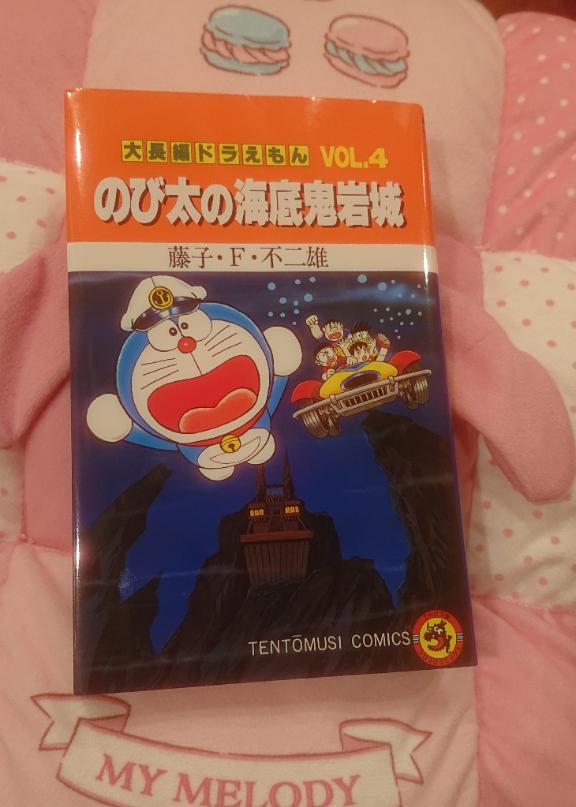 大長編ドラえもん VOL.4
のび太の海底鬼岩城
藤子・F・不二雄
TENTŌMUSI COMICS
MY MELODY